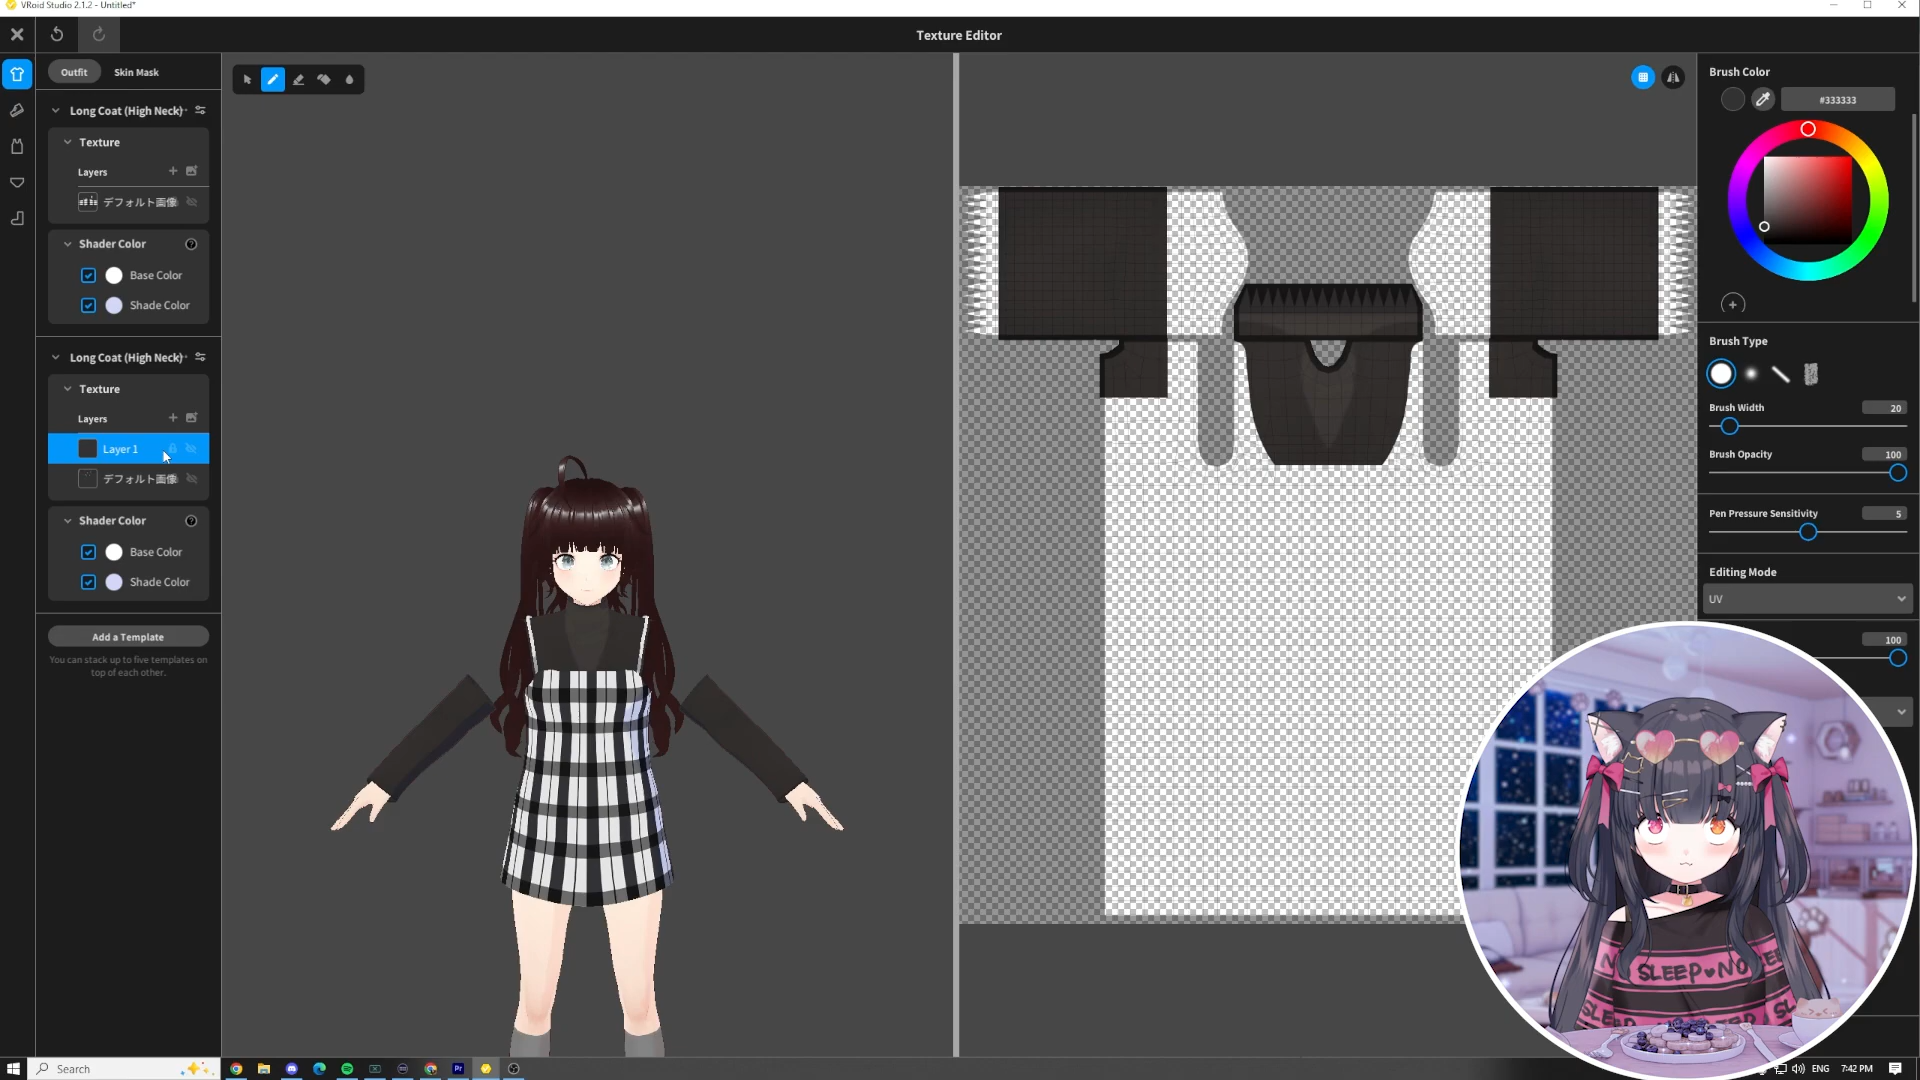 VRoid Studio 2.1.2 - Untitled*
Texture Editor
Outfit
Skin Mask
Long Coat (High Neck)
Texture
Layers
デフォルト画像
Shader Color
Base Color
Shade Color
Long Coat (High Neck)
Texture
Layers
Layer 1
デフォルト画像
Shader Color
Base Color
Shade Color
Add a Template
You can stack up to five templates on
top of each other.
Brush Color
#333333
Brush Type
Brush Width
20
Brush Opacity
100
Pen Pressure Sensitivity
5
Editing Mode
UV
100
SLEEP♥NO
Search
ENG
7:42 PM